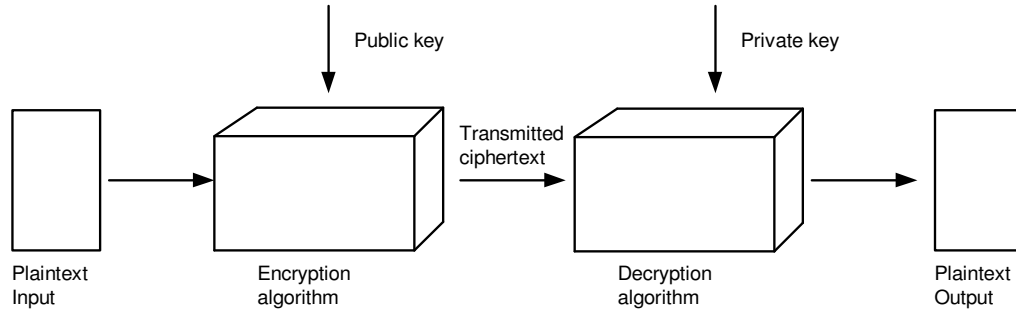 Public key
Private key
Transmitted
ciphertext
Plaintext
Input
Encryption
algorithm
Decryption
algorithm
Plaintext
Output